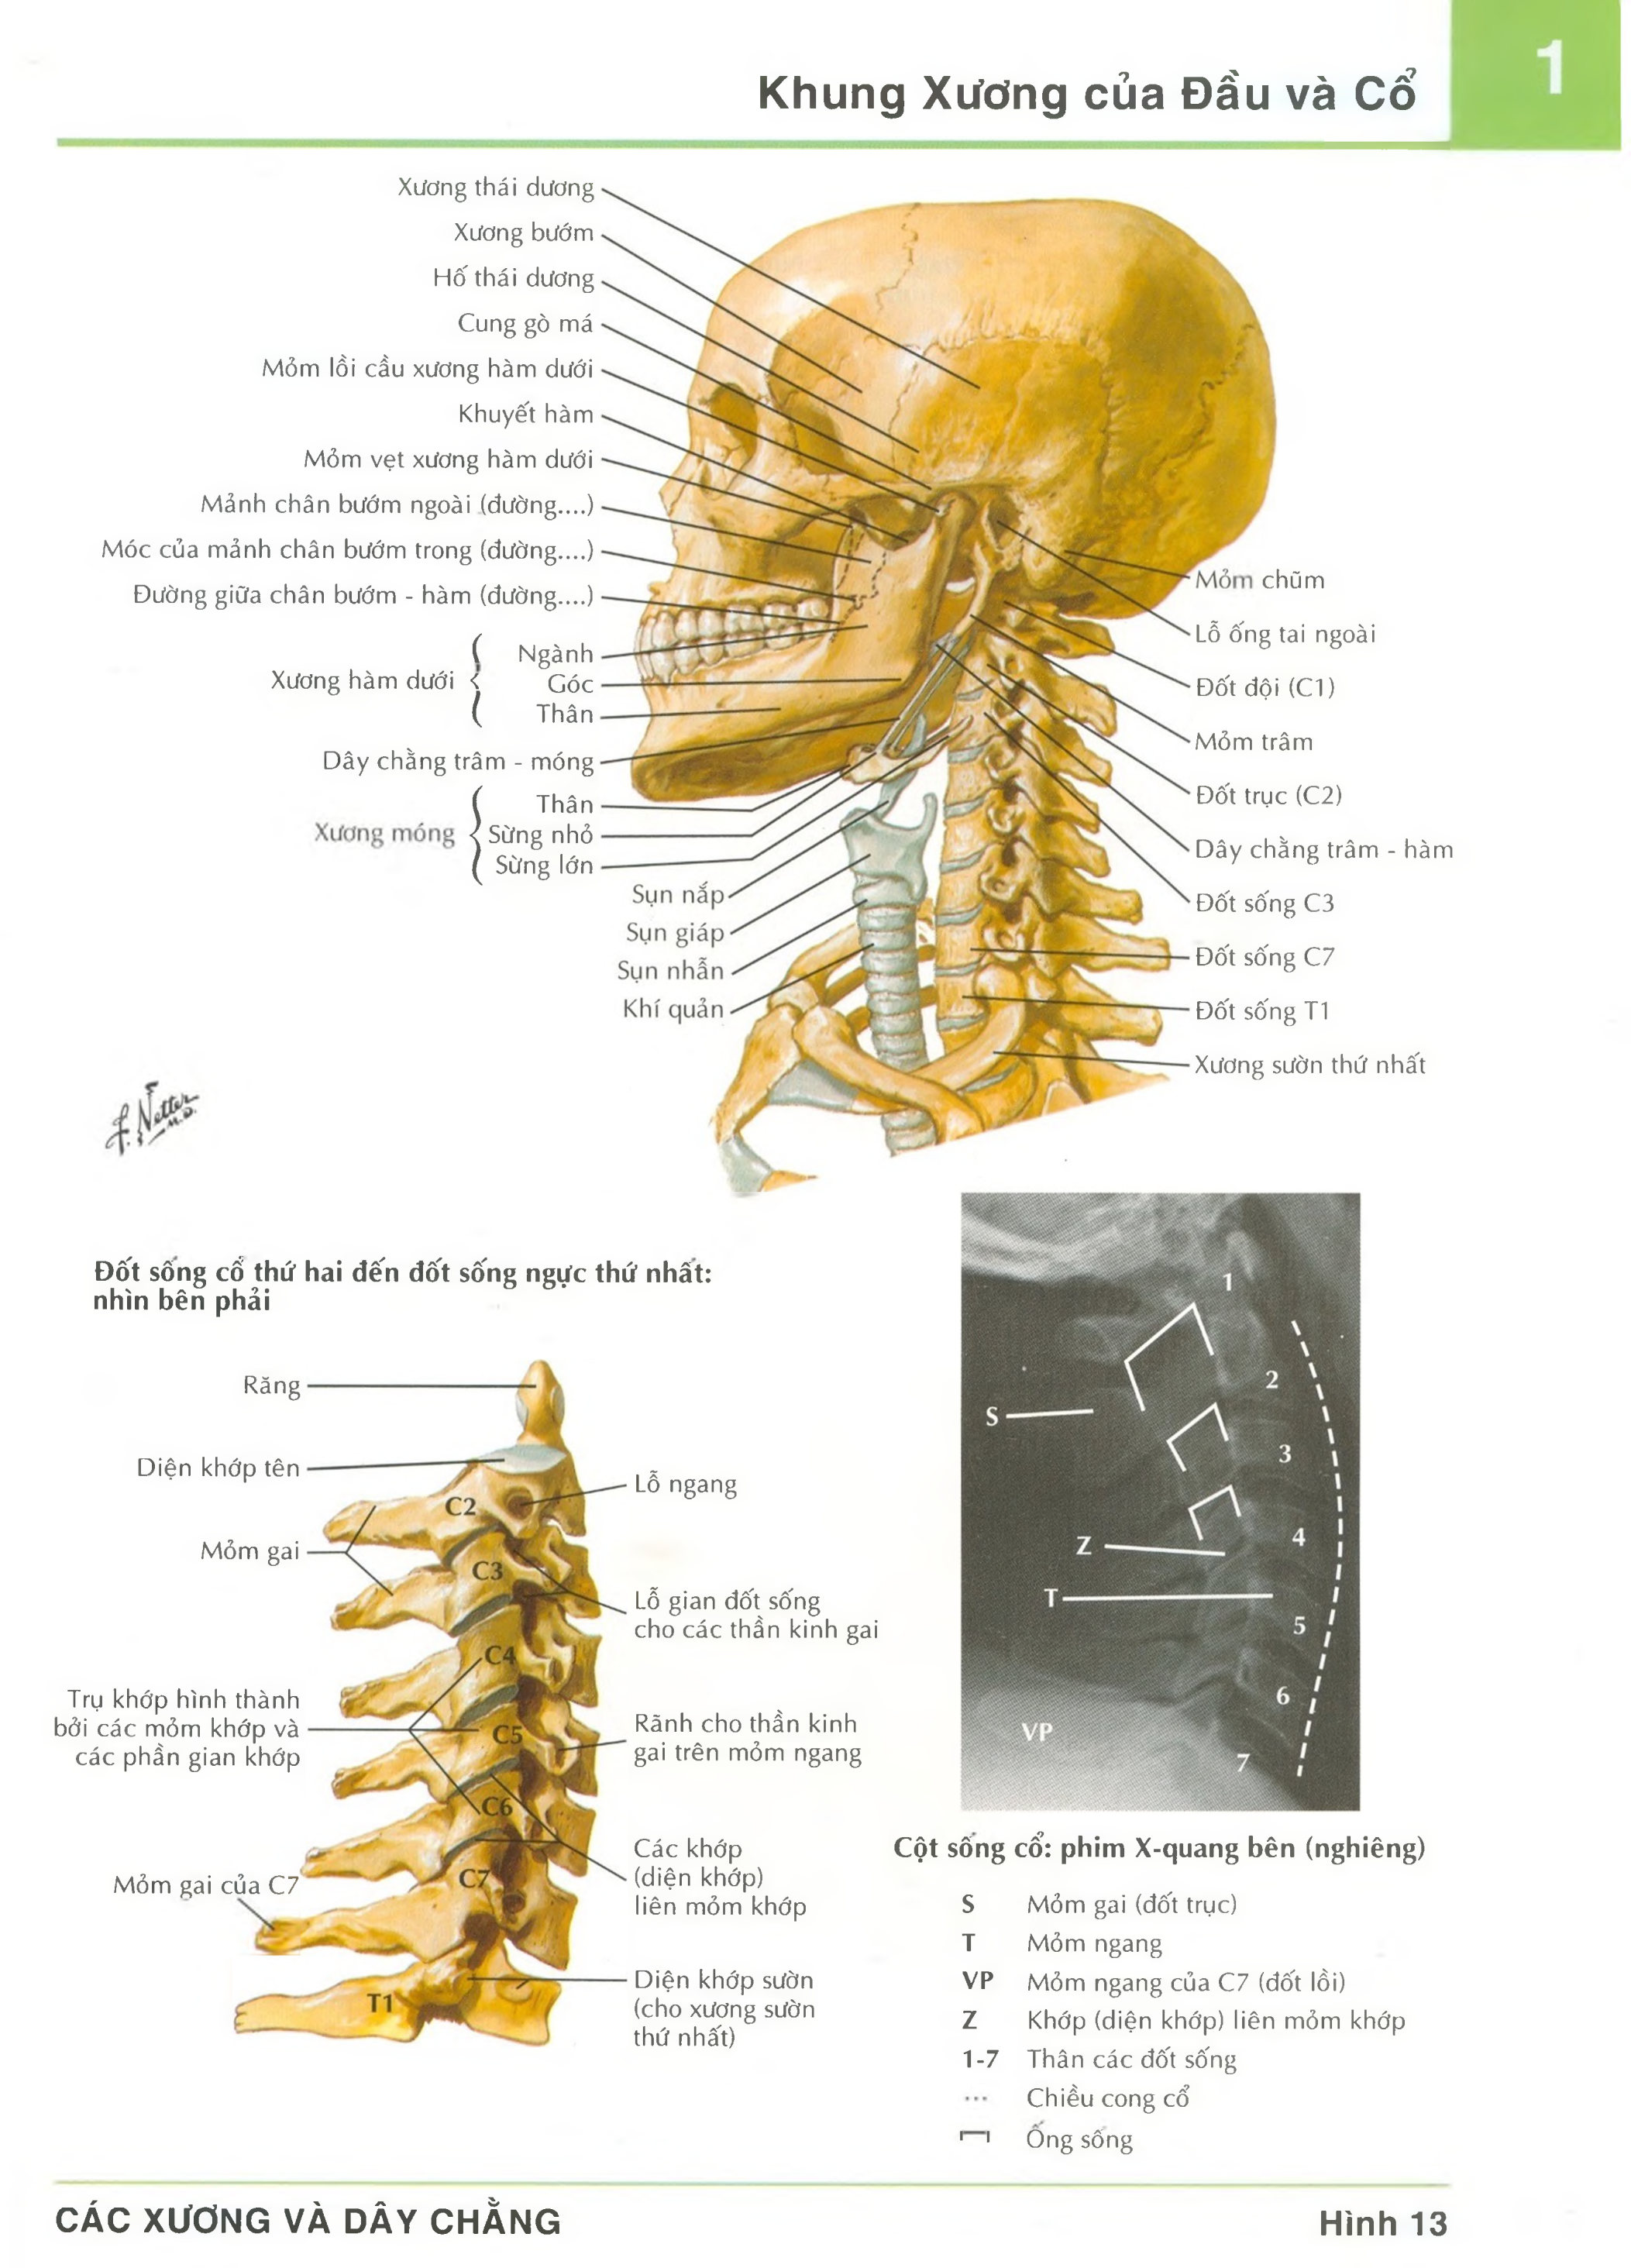 1
Khung Xương của Đầu và Cổ
Xương thái dương
Xương bướm
Hố thái dương
Cung gò má
Mỏm lồi cầu xương hàm dưới
Khuyết hàm
Mỏm vẹt xương hàm dưới
Mảnh chân bướm ngoài (đường....)
Móc của mảnh chân bướm trong (đường....)
Đường giữa chân bướm - hàm (đường....)
Xương hàm dưới
Ngành
Góc
Thân
Dây chằng trâm - móng
Xương móng
Thân
Sừng nhỏ
Sừng lớn
Sụn nắp
Sụn giáp
Sụn nhẫn
Khí quản
Mỏm chũm
Lỗ ống tai ngoài
Đốt đội (C1)
Mỏm trâm
Đốt trục (C2)
Dây chằng trâm - hàm
Đốt sống C3
Đốt sống C7
Đốt sống T1
Xương sườn thứ nhất
F. Netter
M.D.
Đốt sống cổ thứ hai đến đốt sống ngực thứ nhất:
nhìn bên phải
Răng
Diện khớp tên
Mỏm gai
Trụ khớp hình thành
bởi các mỏm khớp và
các phần gian khớp
Mỏm gai của C7
C2
C3
C4
C5
C6
C7
T1
Lỗ ngang
Lỗ gian đốt sống
cho các thần kinh gai
Rãnh cho thần kinh
gai trên mỏm ngang
Các khớp
(diện khớp)
liên mỏm khớp
Diện khớp sườn
(cho xương sườn
thứ nhất)
1
2
S
3
4
Z
T
5
6
VP
7
Cột sống cổ: phim X-quang bên (nghiêng)
S Mỏm gai (đốt trục)
T Mỏm ngang
VP Mỏm ngang của C7 (đốt lồi)
Z Khớp (diện khớp) liên mỏm khớp
1-7 Thân các đốt sống
... Chiều cong cổ
Ống sống
CÁC XƯƠNG VÀ DÂY CHẰNG
Hình 13